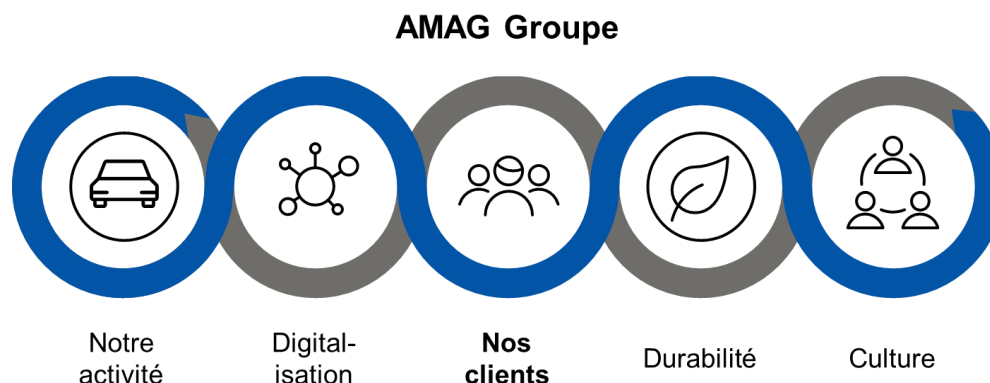 AMAG Groupe
Notre
activité
Digital-
isation
Nos
clients
Durabilité
Culture